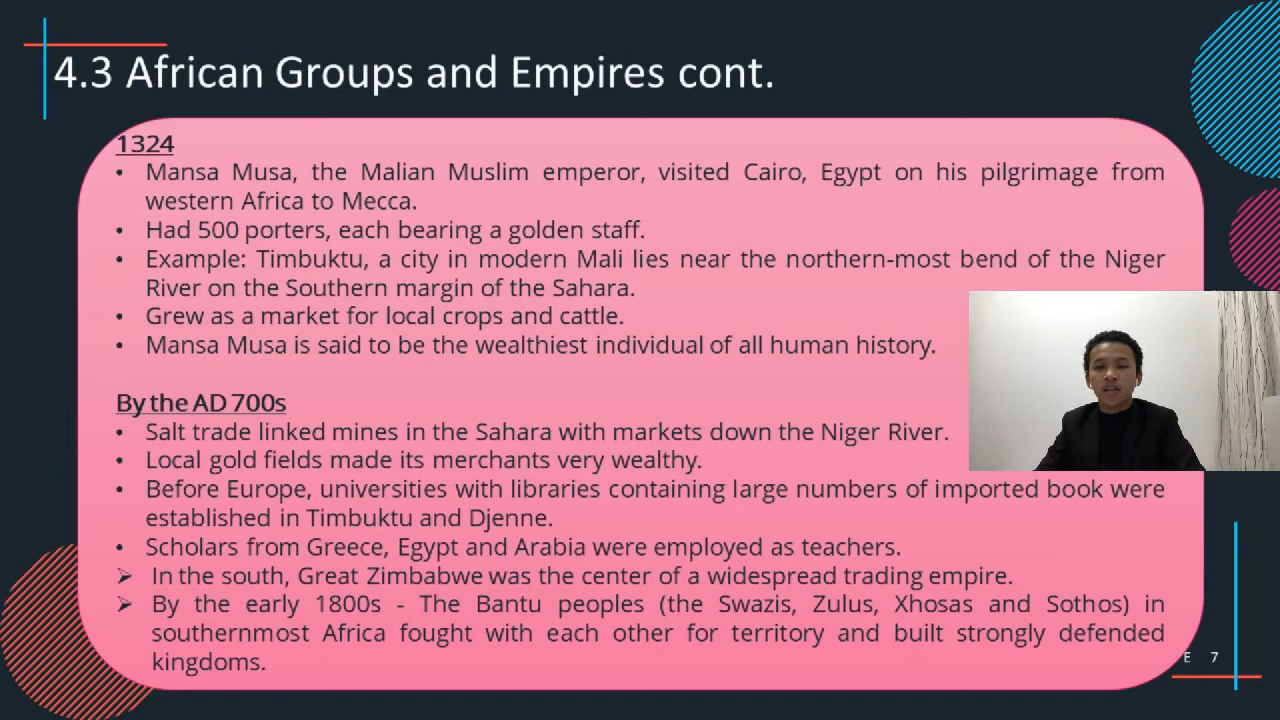 4.3 African Groups and Empires cont.
1324
• Mansa Musa, the Malian Muslim emperor, visited Cairo, Egypt on his pilgrimage from
western Africa to Mecca.
• Had 500 porters, each bearing a golden staff.
• Example: Timbuktu, a city in modern Mali lies near the northern-most bend of the Niger
River on the Southern margin of the Sahara.
• Grew as a market for local crops and cattle.
• Mansa Musa is said to be the wealthiest individual of all human history.
By the AD 700s
• Salt trade linked mines in the Sahara with markets down the Niger River.
• Local gold fields made its merchants very wealthy.
• Before Europe, universities with libraries containing large numbers of imported book were
established in Timbuktu and Djenne.
• Scholars from Greece, Egypt and Arabia were employed as teachers.
➢ In the south, Great Zimbabwe was the center of a widespread trading empire.
➢ By the early 1800s - The Bantu peoples (the Swazis, Zulus, Xhosas and Sothos) in
southernmost Africa fought with each other for territory and built strongly defended
kingdoms.
E 7